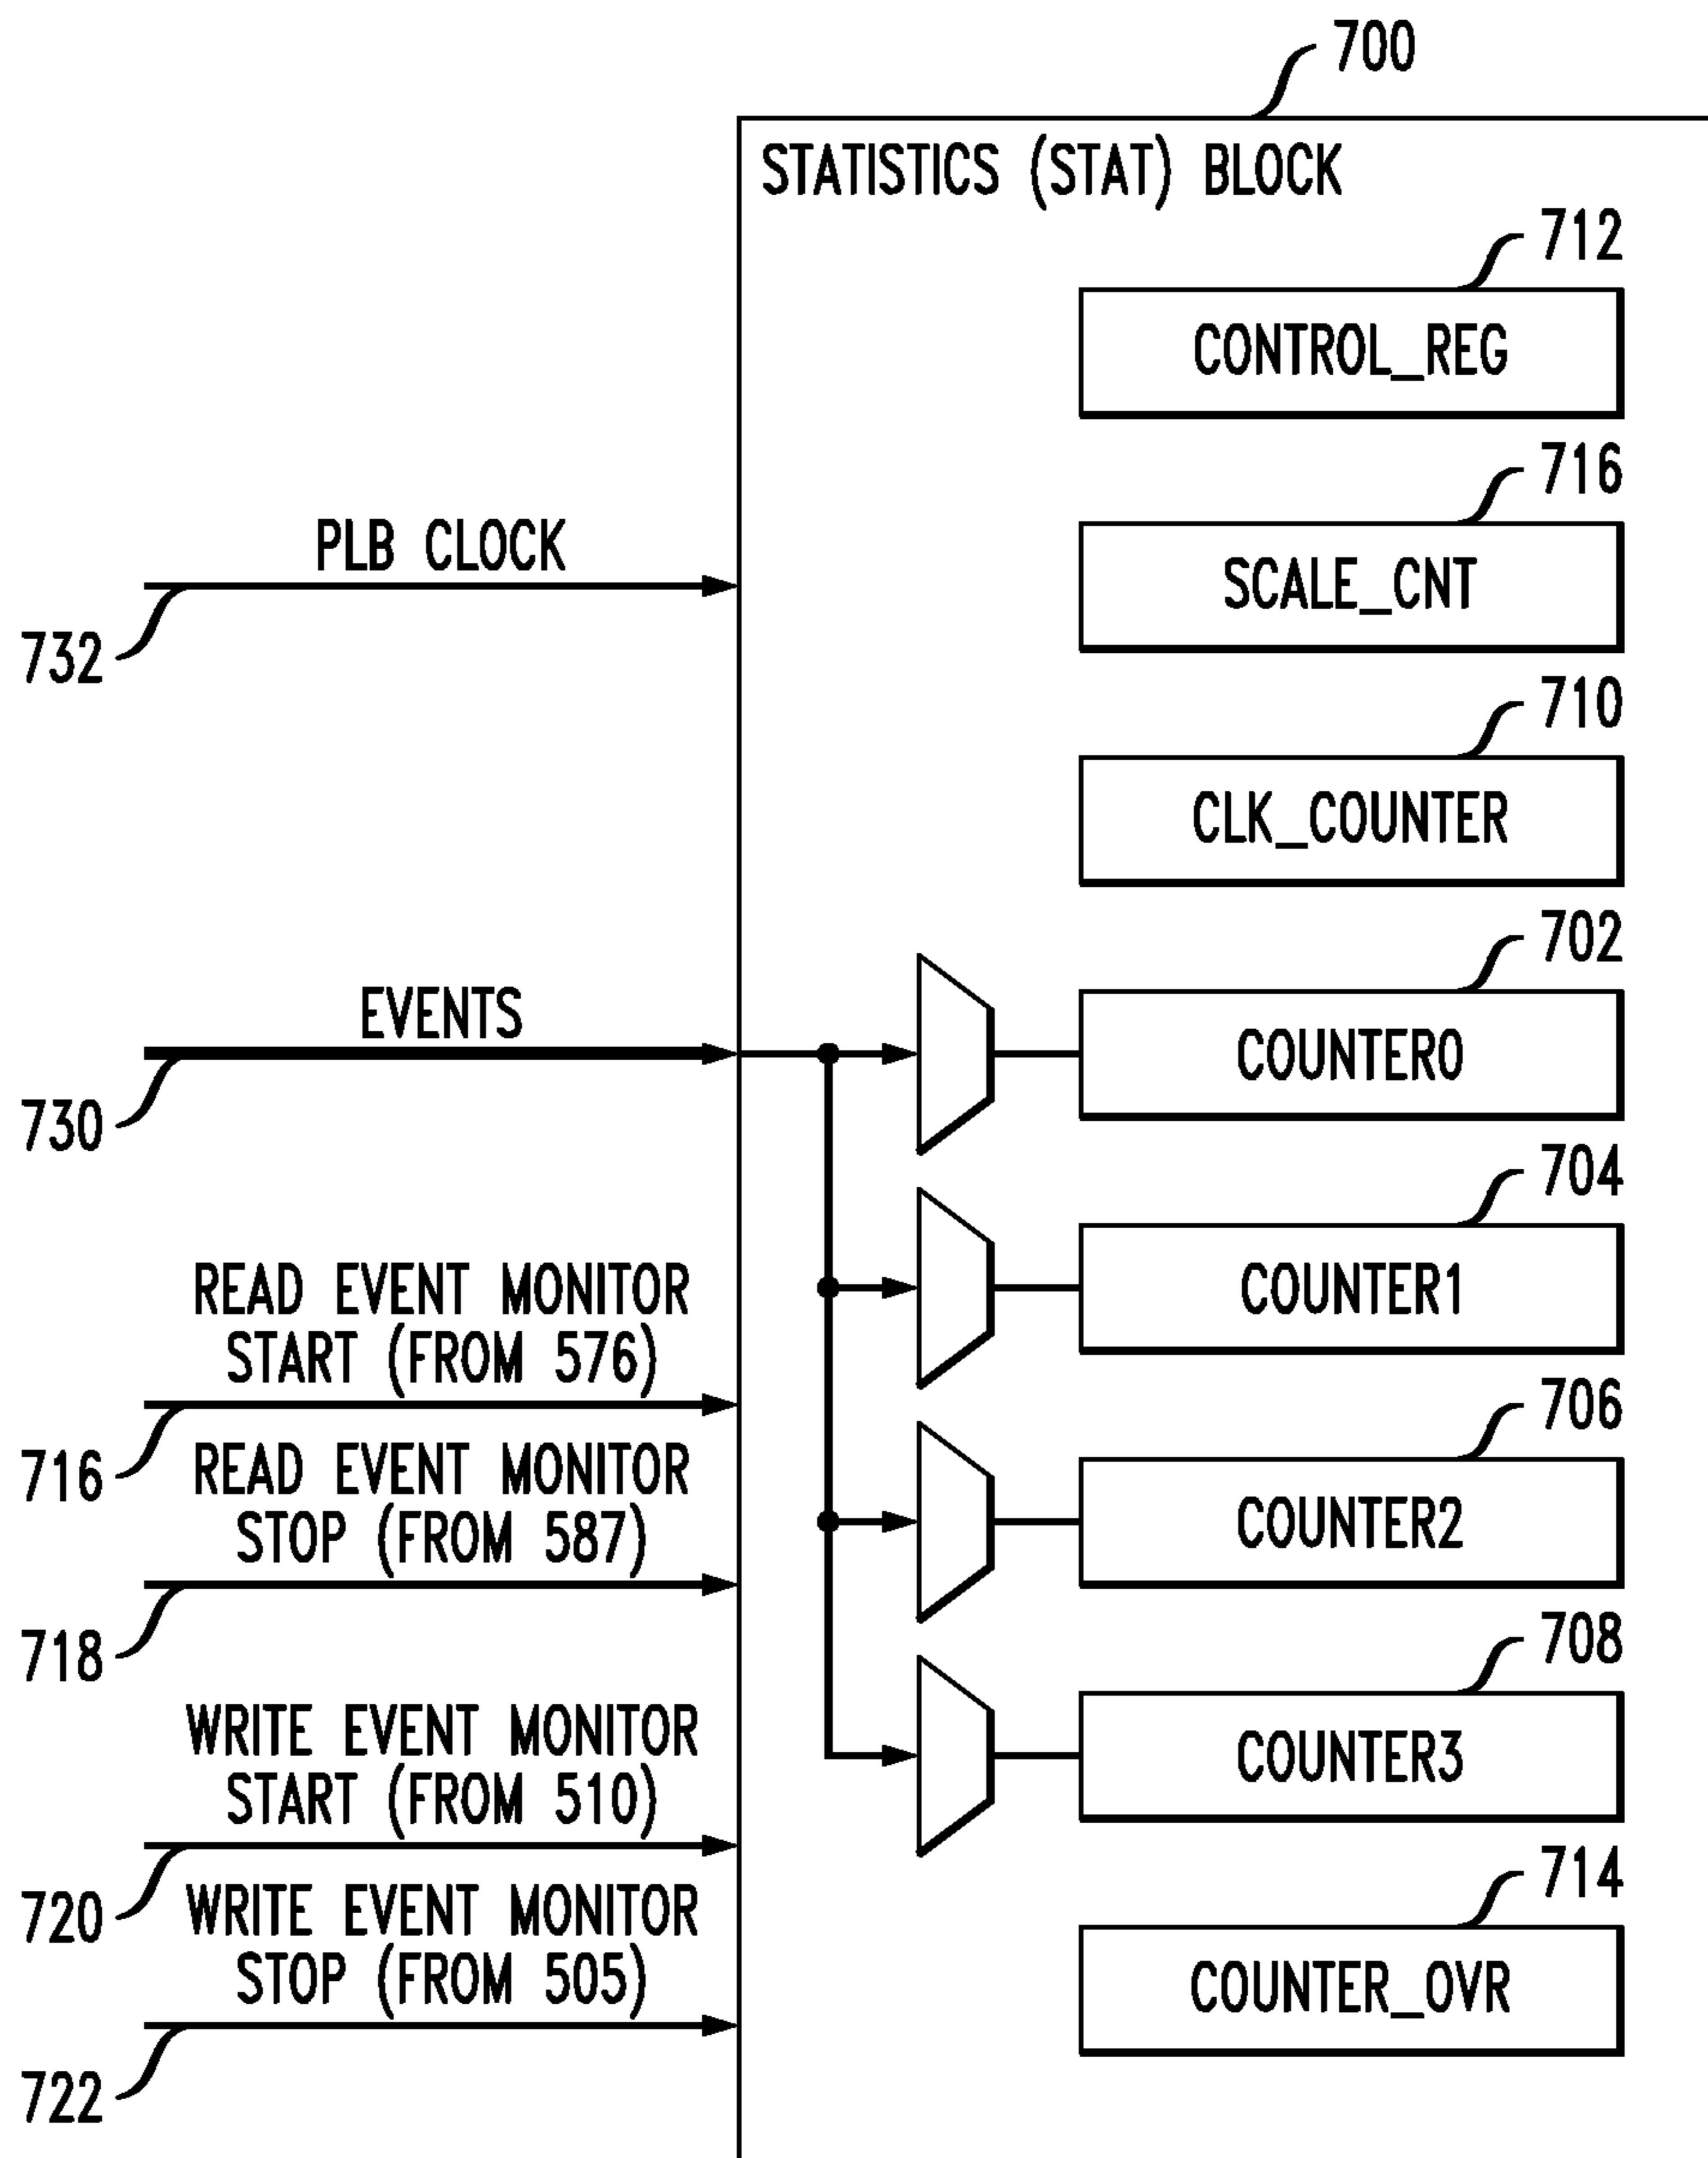 700
STATISTICS (STAT) BLOCK
712
CONTROL_REG
716
SCALE_CNT
PLB CLOCK
732
710
CLK_COUNTER
702
EVENTS
COUNTER0
730
704
READ EVENT MONITOR
START (FROM 576)
COUNTER1
716
706
READ EVENT MONITOR
STOP (FROM 587)
COUNTER2
718
708
WRITE EVENT MONITOR
START (FROM 510)
COUNTER3
720
714
WRITE EVENT MONITOR
STOP (FROM 505)
COUNTER_OVR
722